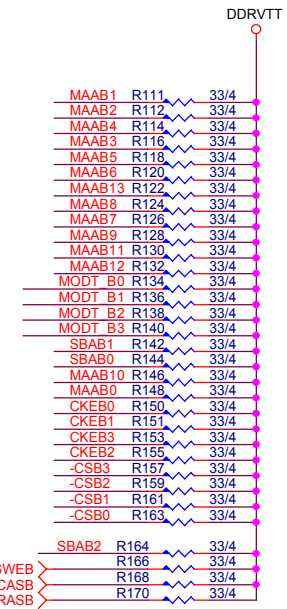 DDRVTT
MAAB1 R111 33/4
MAAB2 R112 33/4
MAAB4 R114 33/4
MAAB3 R116 33/4
MAAB5 R118 33/4
MAAB6 R120 33/4
MAAB13 R122 33/4
MAAB8 R124 33/4
MAAB7 R126 33/4
MAAB9 R128 33/4
MAAB11 R130 33/4
MAAB12 R132 33/4
MODT_B0 R134 33/4
MODT_B1 R136 33/4
MODT_B2 R138 33/4
MODT_B3 R140 33/4
SBAB1 R142 33/4
SBAB0 R144 33/4
MAAB10 R146 33/4
MAAB0 R148 33/4
CKEB0 R150 33/4
CKEB1 R151 33/4
CKEB3 R153 33/4
CKEB2 R155 33/4
-CSB3 R157 33/4
-CSB2 R159 33/4
-CSB1 R161 33/4
-CSB0 R163 33/4
SBAB2 R164 33/4
R166 33/4
R168 33/4
R170 33/4